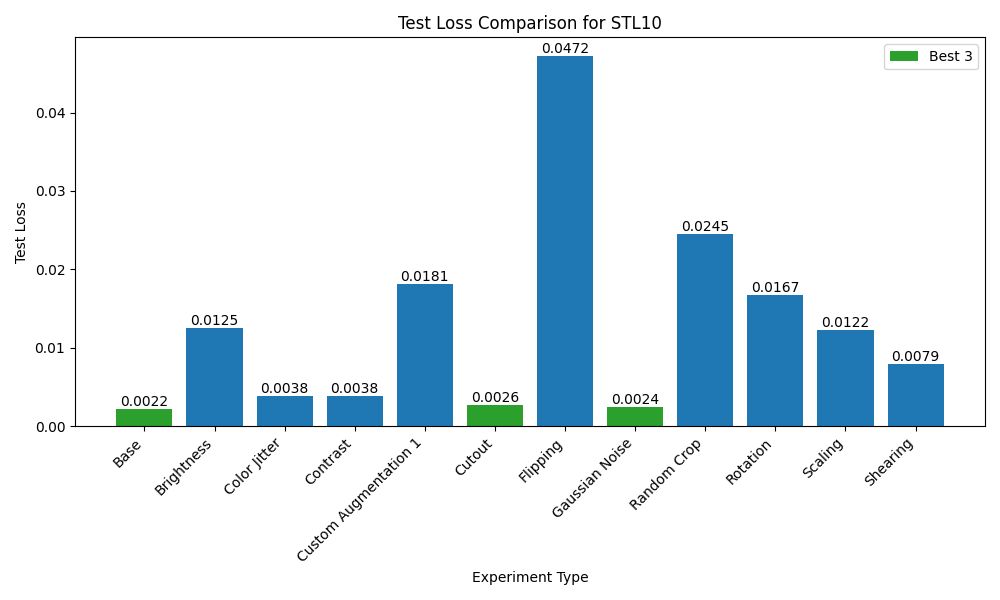 Test Loss Comparison for STL10
Best 3
Test Loss
0.04
0.03
0.02
0.01
0.00
0.0022
0.0125
0.0038
0.0038
0.0181
0.0026
0.0472
0.0024
0.0245
0.0167
0.0122
0.0079
Base
Brightness
Color Jitter
Contrast
Custom Augmentation 1
Cutout
Flipping
Gaussian Noise
Random Crop
Rotation
Scaling
Shearing
Experiment Type